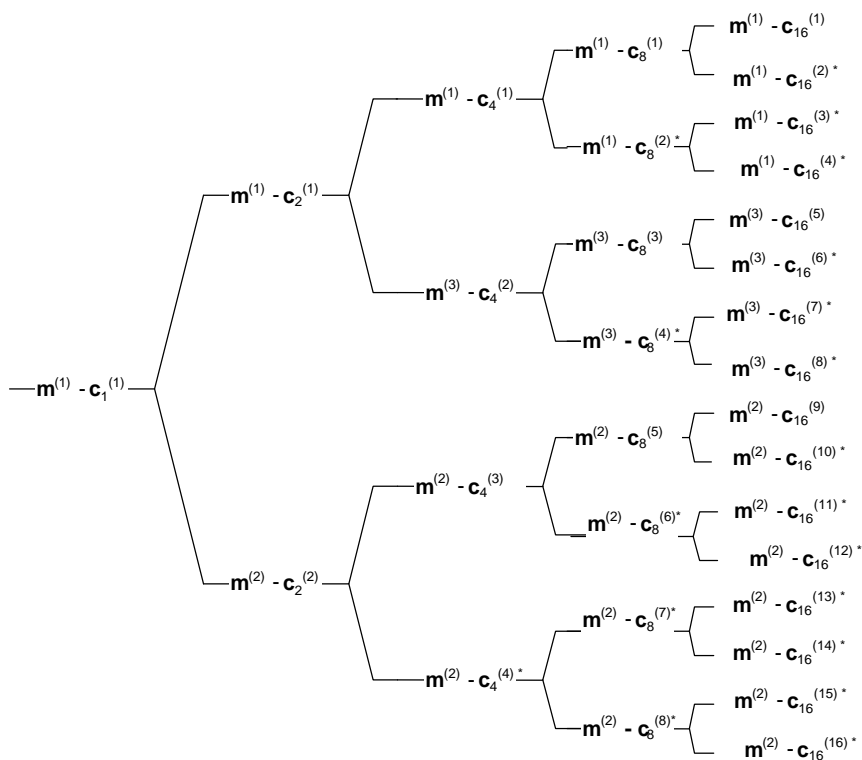 m(1) - c1(1)
m(1) - c2(1)
m(2) - c2(2)
m(1) - c4(1)
m(3) - c4(2)
m(2) - c4(3)
m(2) - c4(4) *
m(1) - c8(1)
m(1) - c8(2) *
m(3) - c8(3)
m(3) - c8(4) *
m(2) - c8(5)
m(2) - c8(6)*
m(2) - c8(7)*
m(2) - c8(8)*
m(1) - c16(1)
m(1) - c16(2) *
m(1) - c16(3) *
m(1) - c16(4) *
m(3) - c16(5)
m(3) - c16(6) *
m(3) - c16(7) *
m(3) - c16(8) *
m(2) - c16(9)
m(2) - c16(10) *
m(2) - c16(11) *
m(2) - c16(12) *
m(2) - c16(13) *
m(2) - c16(14) *
m(2) - c16(15) *
m(2) - c16(16) *